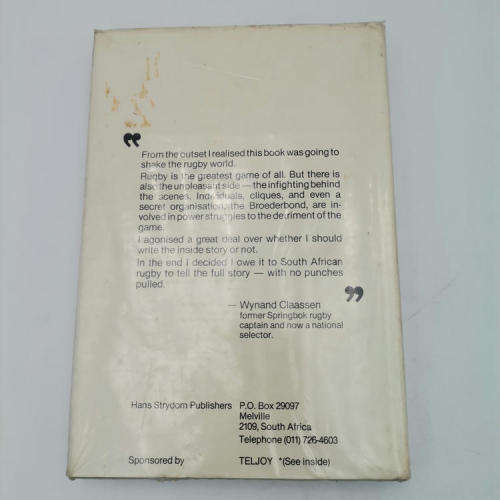 "
From the outset I realised this book was going to
shake the rugby world.
Rugby is the greatest game of all. But there is
also the unpleasant side — the infighting behind
the scenes. Individuals, cliques, and even a
secret organisation, the Broederbond, are in-
volved in power struggles to the detriment of the
game.
I agonised a great deal over whether I should
write the inside story or not.
In the end I decided I owe it to South African
rugby to tell the full story — with no punches
pulled.
"
— Wynand Claassen
former Springbok rugby
captain and now a national
selector.
Hans Strydom Publishers P.O. Box 29097
Melville
2109, South Africa
Telephone (011) 726-4603
Sponsored by TELJOY *(See inside)